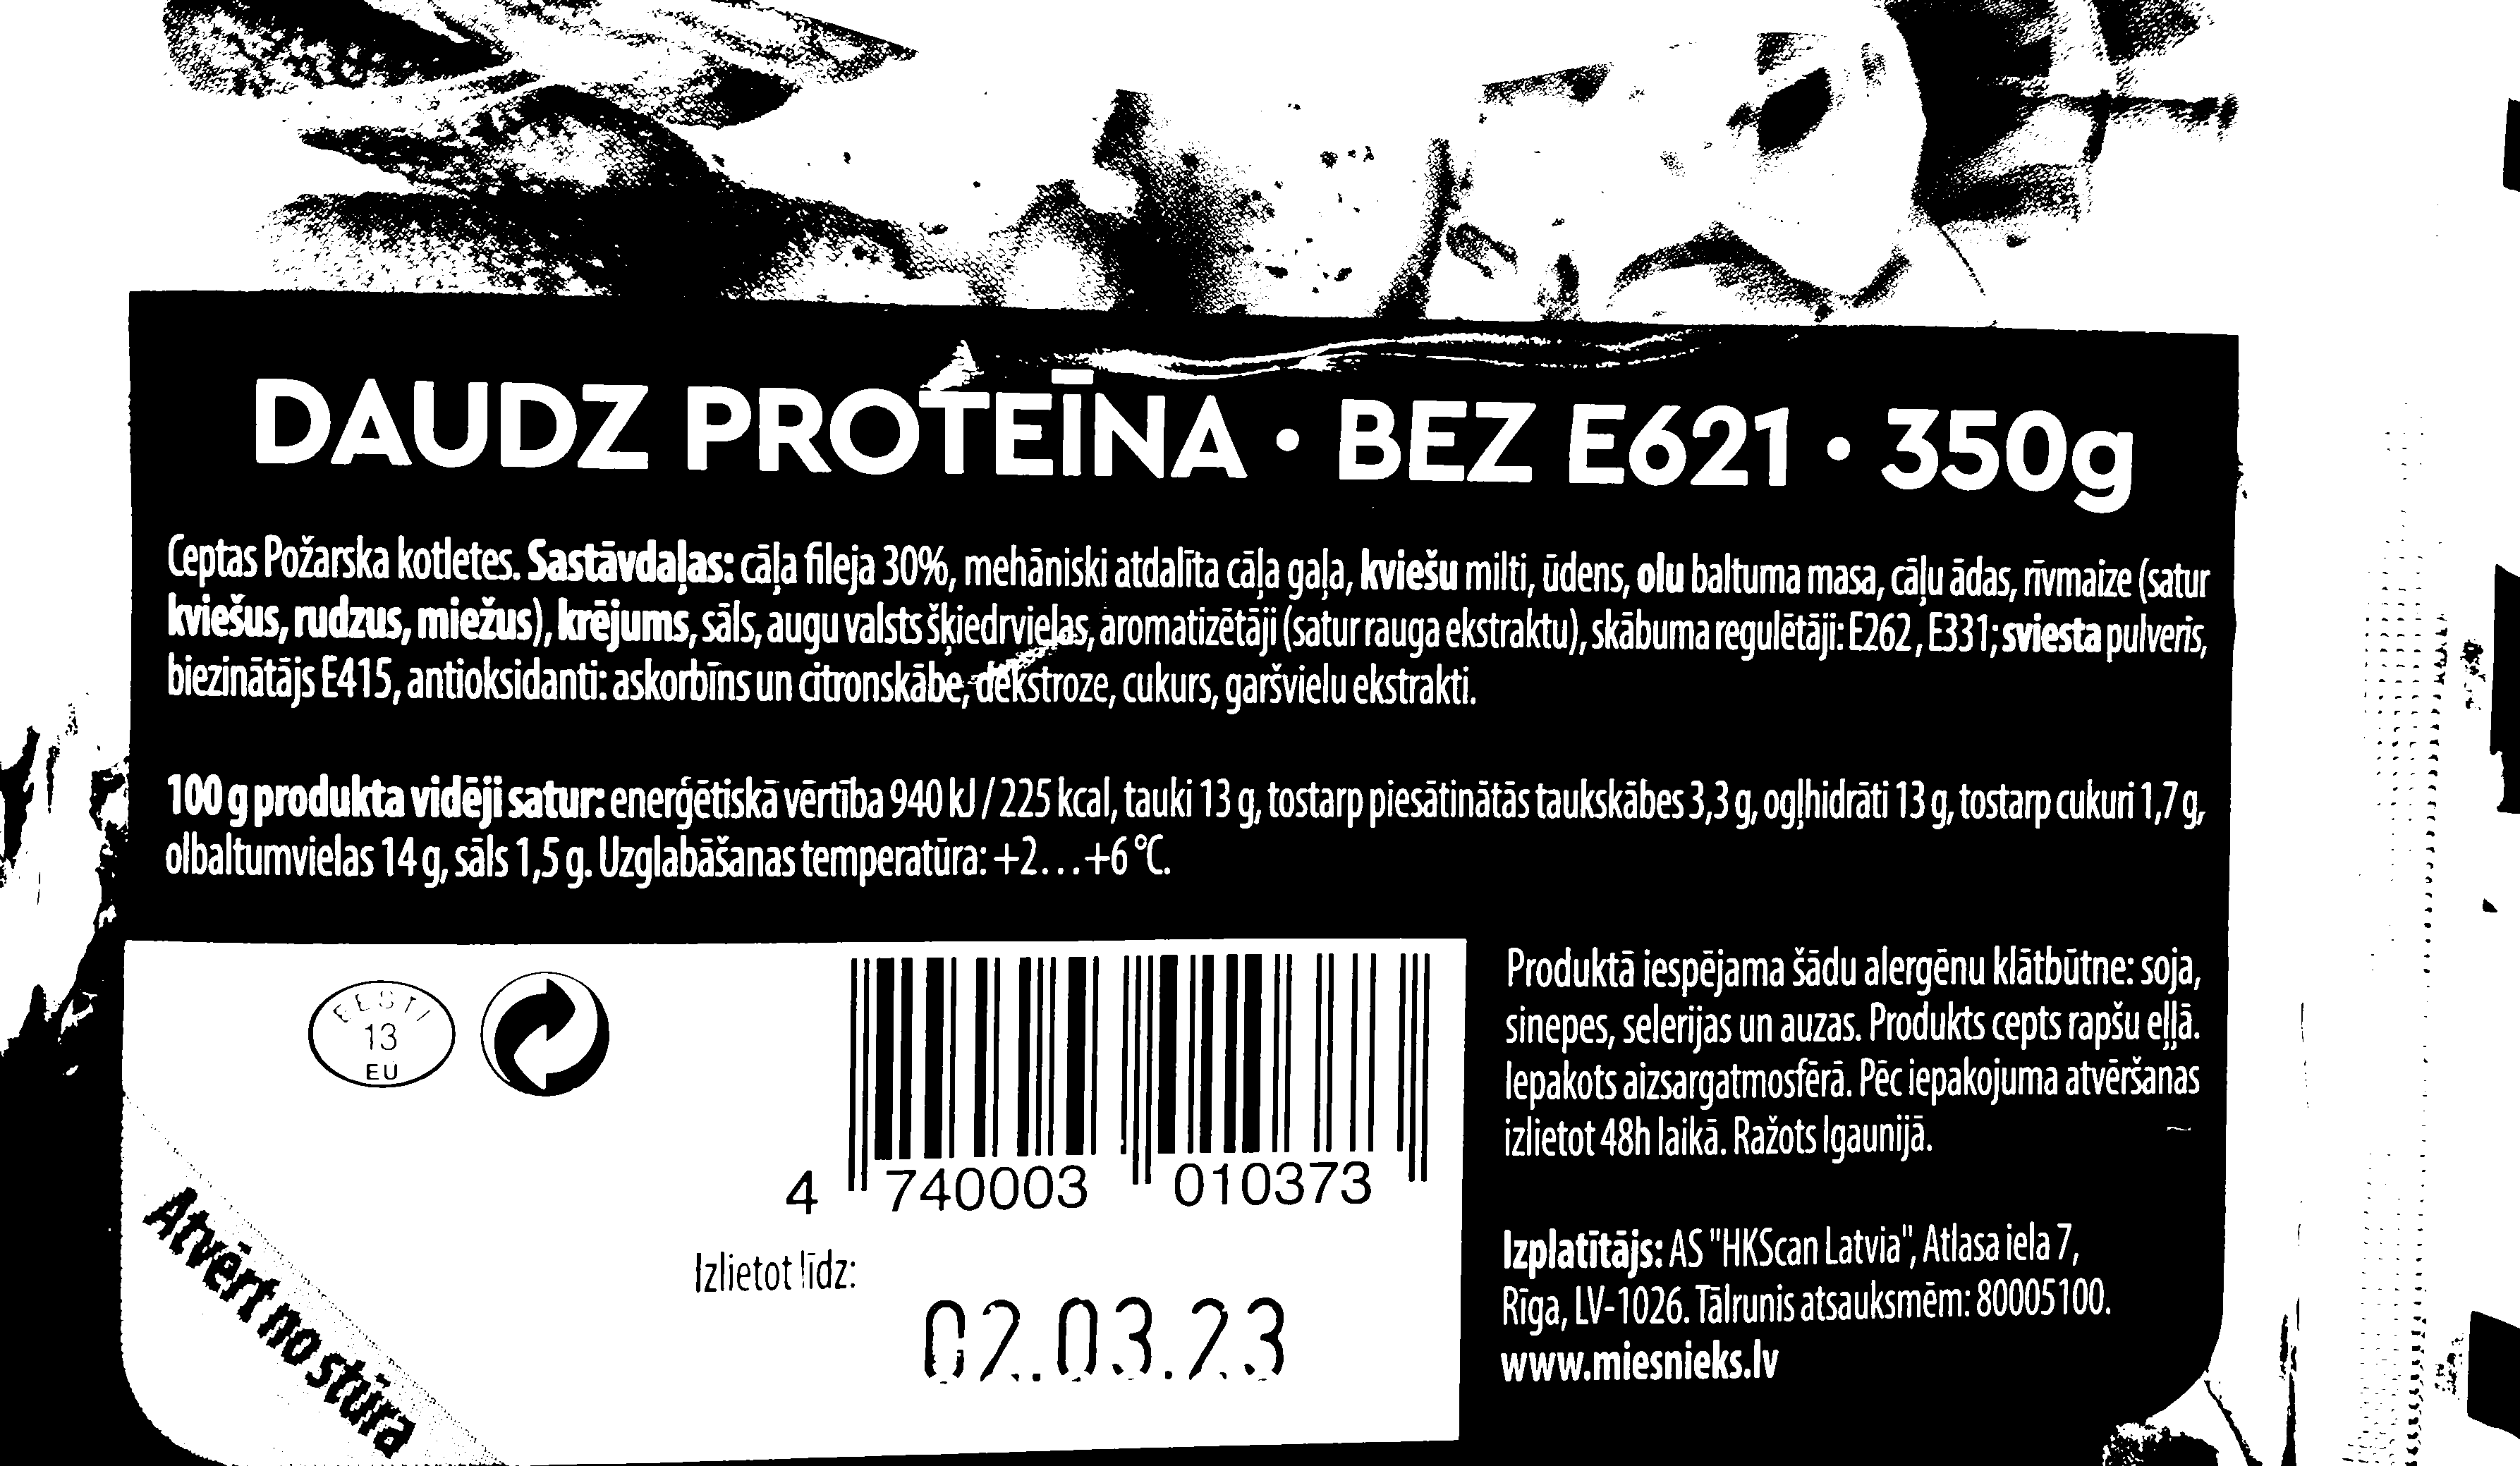 DAUDZ PROTEĪNA • BEZ E621 • 350g
Ceptas Požarska kotletes. Sastāvdaļas: cāļa fileja 30%, mehāniski atdalīta cāļa gaļa, kviešu milti, ūdens, olu baltuma masa, cāļu ādas, rīvmaize (satur
kviešus, rudzus, miežus), krējums, sāls, augu valsts šķiedrvielas, aromatizētāji (satur rauga ekstraktu), skābuma regulētāji: E262, E331; sviesta pulveris,
biezinātājs E415, antioksidanti: askorbīns un citronskābe, dekstroze, cukurs, garšvielu ekstrakti.
100 g produkta vidēji satur: enerģētiskā vērtība 940 kJ / 225 kcal, tauki 13 g, tostarp piesātinātās taukskābes 3,3 g, ogļhidrāti 13 g, tostarp cukuri 1,7 g,
olbaltumvielas 14 g, sāls 1,5 g. Uzglabāšanas temperatūra: +2...+6 °C.
EESTI
13
EU
4 740003 010373
Izlietot līdz:
02.03.23
Atvērt no stūra
Produktā iespējama šādu alergēnu klātbūtne: soja,
sinepes, selerijas un auzas. Produkts cepts rapšu eļļā.
Iepakots aizsargatmosfērā. Pēc iepakojuma atvēršanas
izlietot 48h laikā. Ražots Igaunijā.
Izplatītājs: AS "HKScan Latvia", Atlasa iela 7,
Rīga, LV-1026. Tālrunis atsauksmēm: 80005100.
www.miesnieks.lv